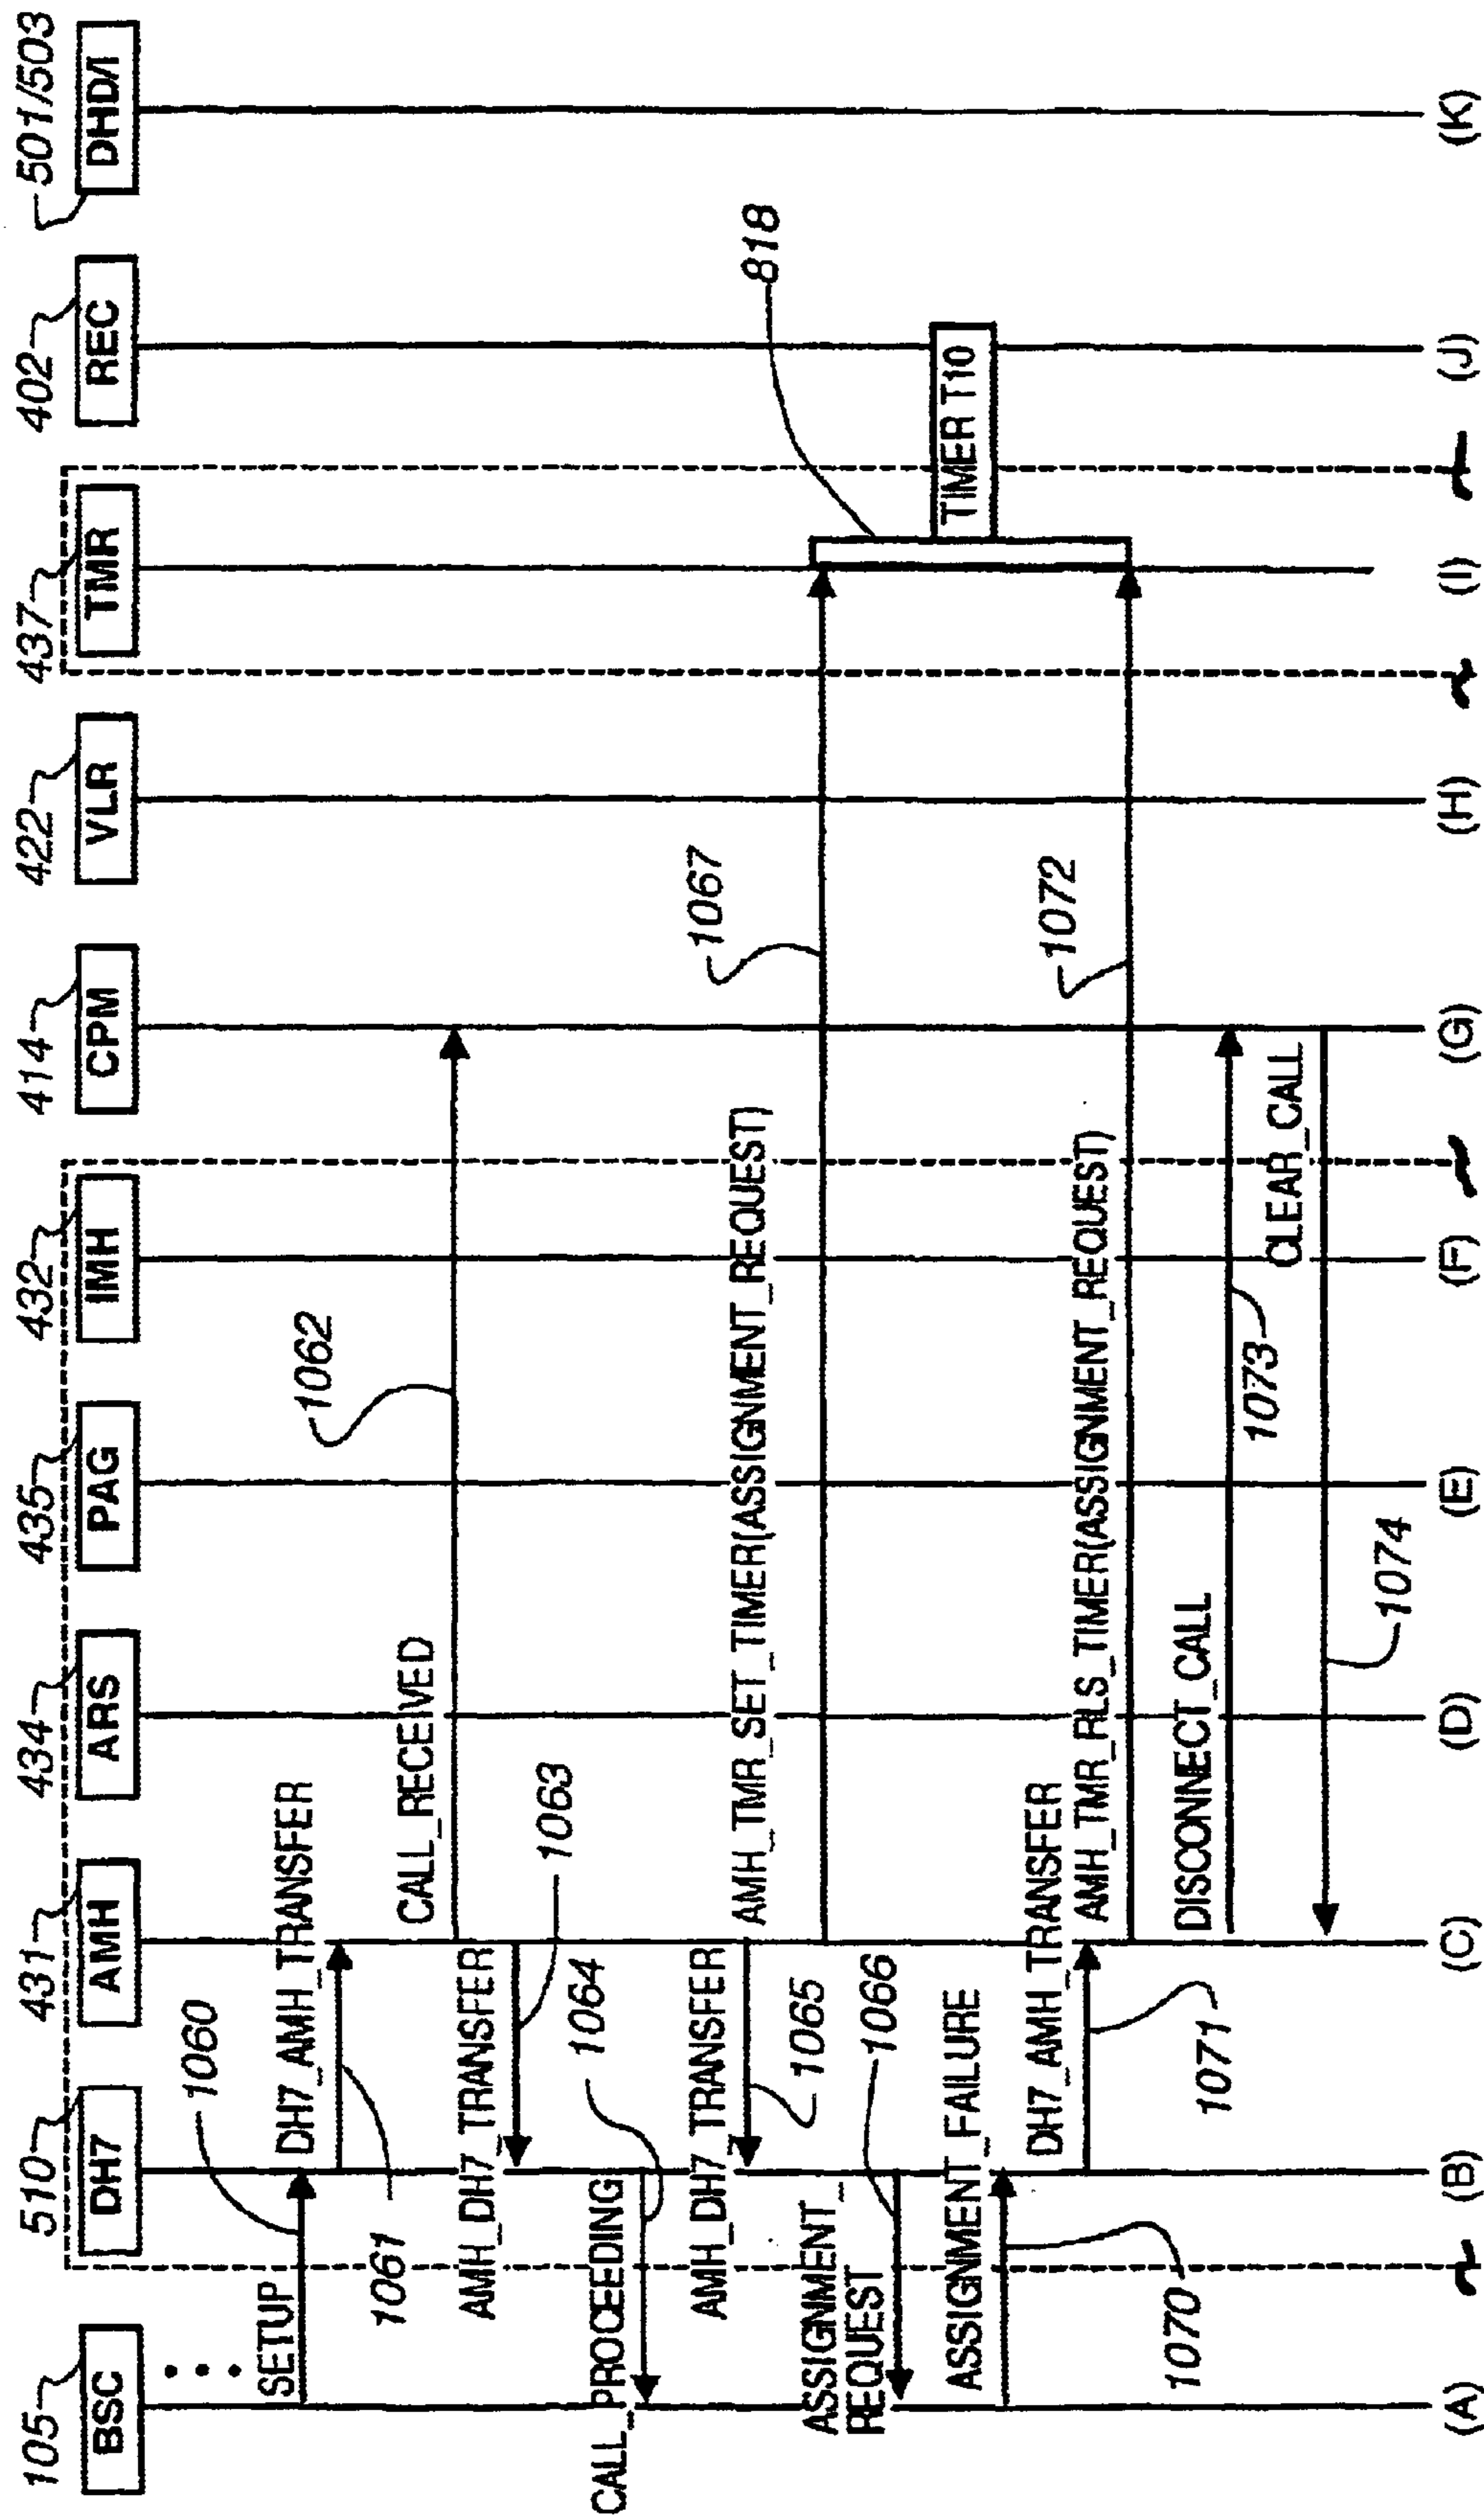 105
510
431
434
435
432
414
422
437
402
501/503
BSC
DH7
AMH
ARS
PAG
IMH
CPM
VLR
TMR
REC
DHD/I
SETUP
1060
DH7_AMH_TRANSFER
1061
CALL_RECEIVED
1062
AMH_DH7_TRANSFER
1063
CALL_PROCEEDING
1064
AMH_DH7_TRANSFER
1065
AMH_TMR_SET_TIMER(ASSIGNMENT_REQUEST)
1067
818
ASSIGNMENT_
REQUEST
1066
TIMER T10
ASSIGNMENT_FAILURE
1070
DH7_AMH_TRANSFER
1071
AMH_TMR_RLS_TIMER(ASSIGNMENT_REQUEST)
1072
DISCONNECT_CALL
1073
CLEAR_CALL
1074
(A)
(B)
(C)
(D)
(E)
(F)
(G)
(H)
(I)
(J)
(K)